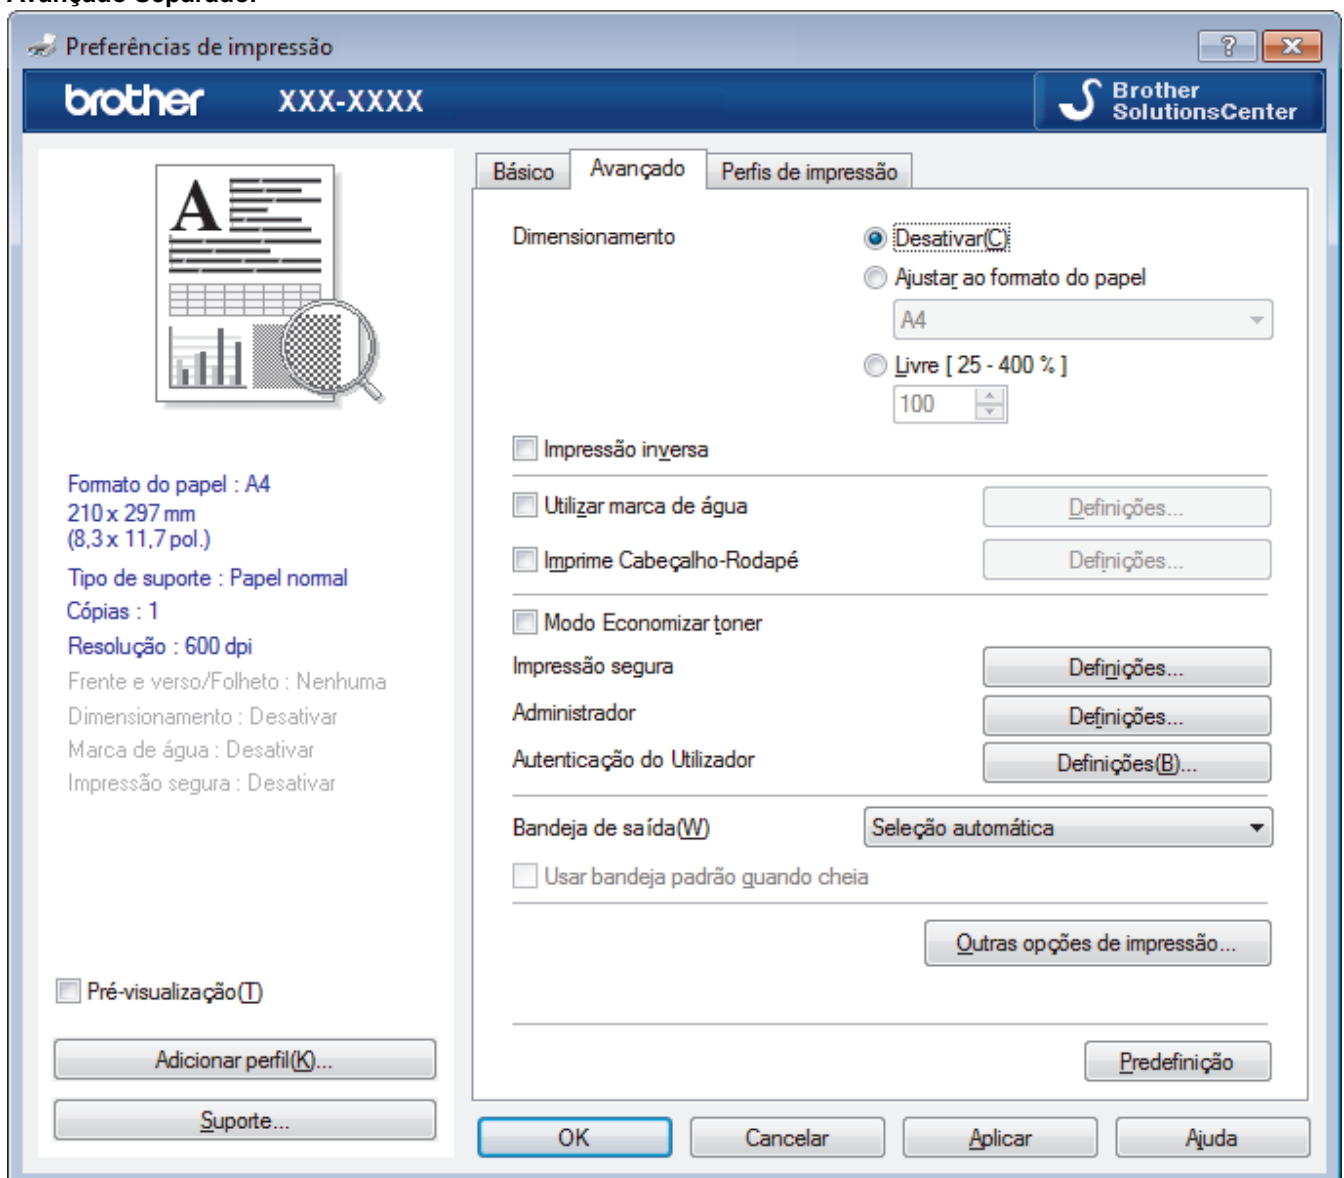 Avançado Separador
Preferências de impressão
brother XXX-XXXX
Brother
SolutionsCenter
A
Formato do papel : A4
210 x 297 mm
(8,3 x 11,7 pol.)
Tipo de suporte : Papel normal
Cópias : 1
Resolução : 600 dpi
Frente e verso/Folheto : Nenhuma
Dimensionamento : Desativar
Marca de água : Desativar
Impressão segura : Desativar
Pré-visualização(T)
Adicionar perfil(K)...
Suporte...
Básico Avançado Perfis de impressão
Dimensionamento Desativar(C)
Ajustar ao formato do papel
A4
Livre [ 25 - 400 % ]
100
Impressão inversa
Utilizar marca de água Definições...
Imprime Cabeçalho-Rodapé Definições...
Modo Economizar toner
Impressão segura Definições...
Administrador Definições...
Autenticação do Utilizador Definições(B)...
Bandeja de saída(W) Seleção automática
Usar bandeja padrão quando cheia
Outras opções de impressão...
Predefinição
OK Cancelar Aplicar Ajuda